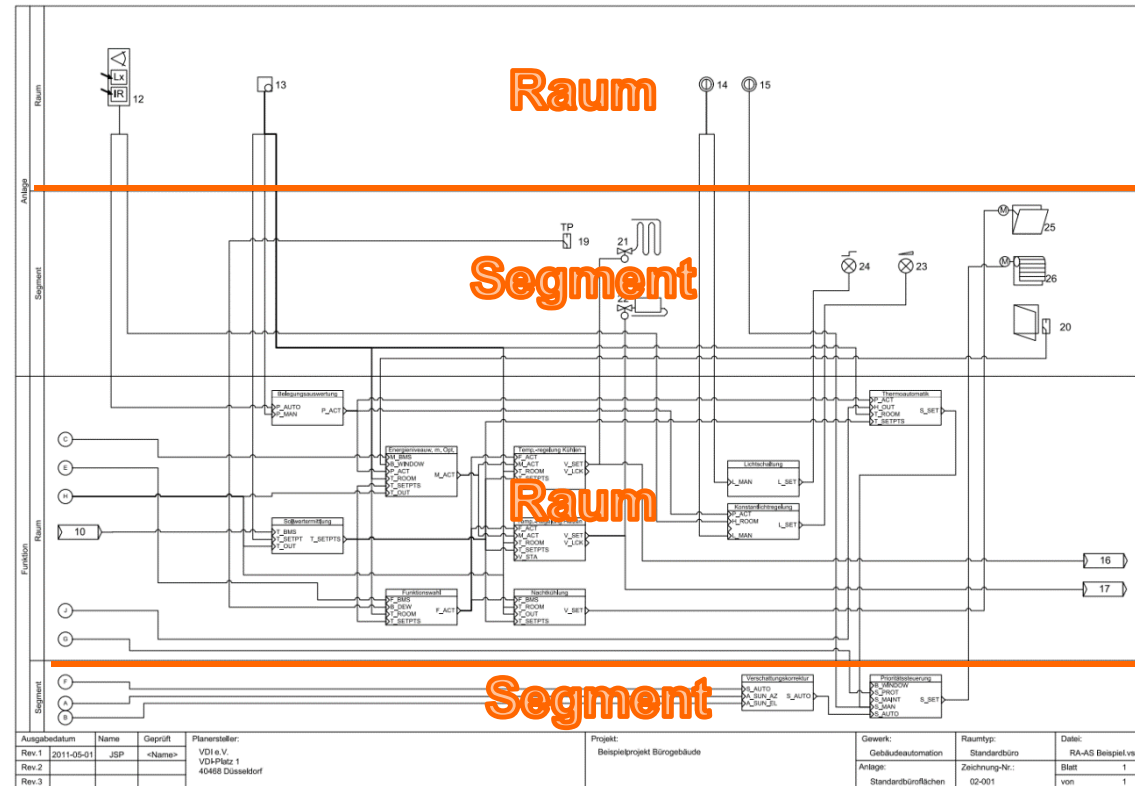 Anlage
Raum
Raum
Lx
IR
12
13
14
15
Segment
Segment
TP
19
21
22
24
23
25
M
26
M
20
Funktion
Raum
Raum
Belegungsauswertung
P_AUTO
P_MAN
P_ACT
Thermoautomatik
P_ACT
H_OUT
T_ROOM
T_SETPTS
S_SET
C
E
H
10
J
G
Energieniveauw, m, Opt,
M_BMS
B_WINDOW
P_ACT
T_ROOM
T_SETPTS
T_OUT
M_ACT
Temp.-regelung Kühlen
F_ACT
M_ACT
T_ROOM
T_SETPTS
V_SET
V_LCK
Lichtschaltung
L_MAN
L_SET
Konstantlichtregelung
P_ACT
H_ROOM
L_MAN
L_SET
Sollwertermittlung
T_BMS
T_SETPT
T_OUT
T_SETPTS
F_ACT
M_ACT
T_ROOM
T_SETPTS
V_STA
V_SET
V_LCK
16
17
Funktionswahl
F_BMS
B_DEW
T_ROOM
T_SETPTS
F_ACT
Nachtkühlung
F_BMS
T_ROOM
T_OUT
T_SETPTS
V_SET
Segment
Segment
F
A
B
Verschattungskorrektur
S_AUTO
A_SUN_AZ
A_SUN_EL
S_AUTO
Prioritätssteuerung
B_WINDOW
S_PROT
S_MAINT
S_MAN
S_AUTO
S_SET
Ausgabedatum Name Geprüft
Rev.1 2011-05-01 JSP <Name>
Rev.2
Rev.3
Planersteller:
VDI e.V.
VDI-Platz 1
40468 Düsseldorf
Projekt:
Beispielprojekt Bürogebäude
Gewerk:
Gebäudeautomation
Anlage:
Standardbüroflächen
Raumtyp:
Standardbüro
Zeichnung-Nr.:
02-001
Datei:
RA-AS Beispiel.vs
Blatt 1
von 1